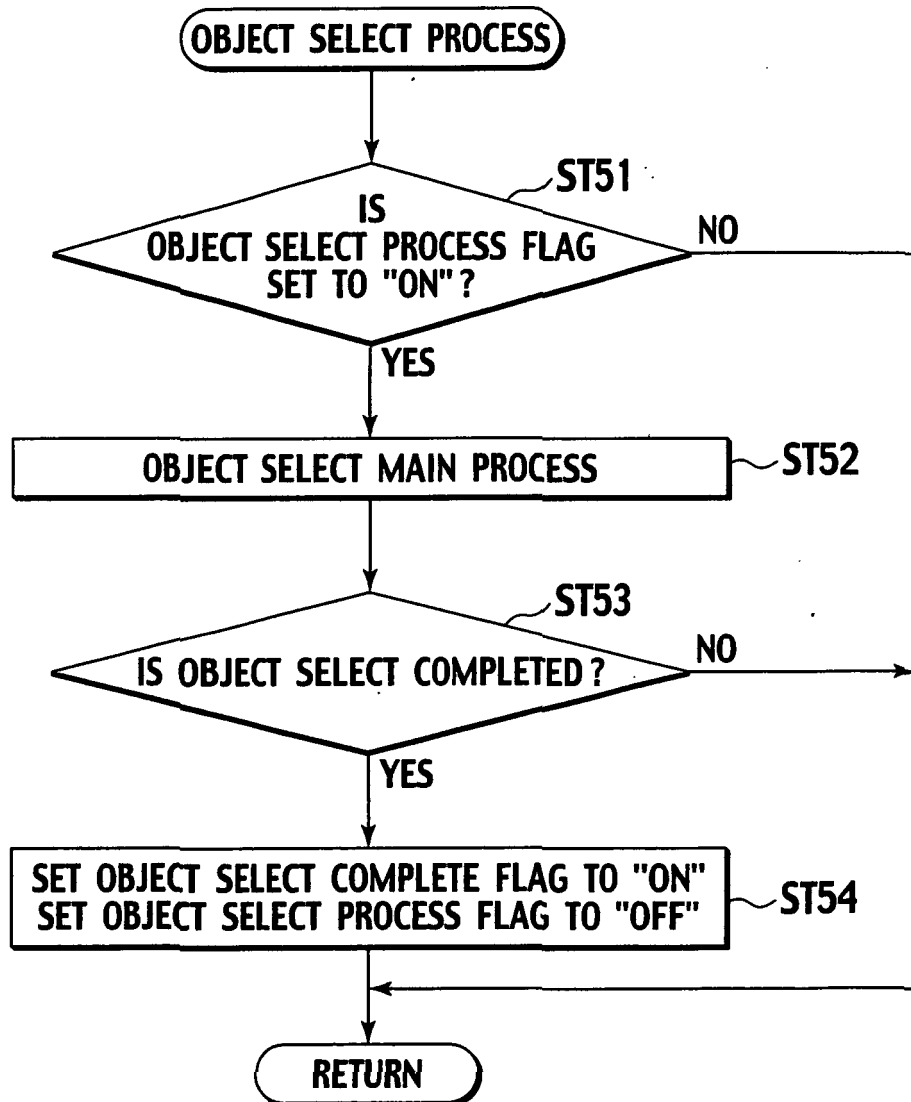 OBJECT SELECT PROCESS
ST51
IS
OBJECT SELECT PROCESS FLAG
SET TO "ON"?
NO
YES
OBJECT SELECT MAIN PROCESS
ST52
ST53
IS OBJECT SELECT COMPLETED?
NO
YES
SET OBJECT SELECT COMPLETE FLAG TO "ON"
SET OBJECT SELECT PROCESS FLAG TO "OFF"
ST54
RETURN